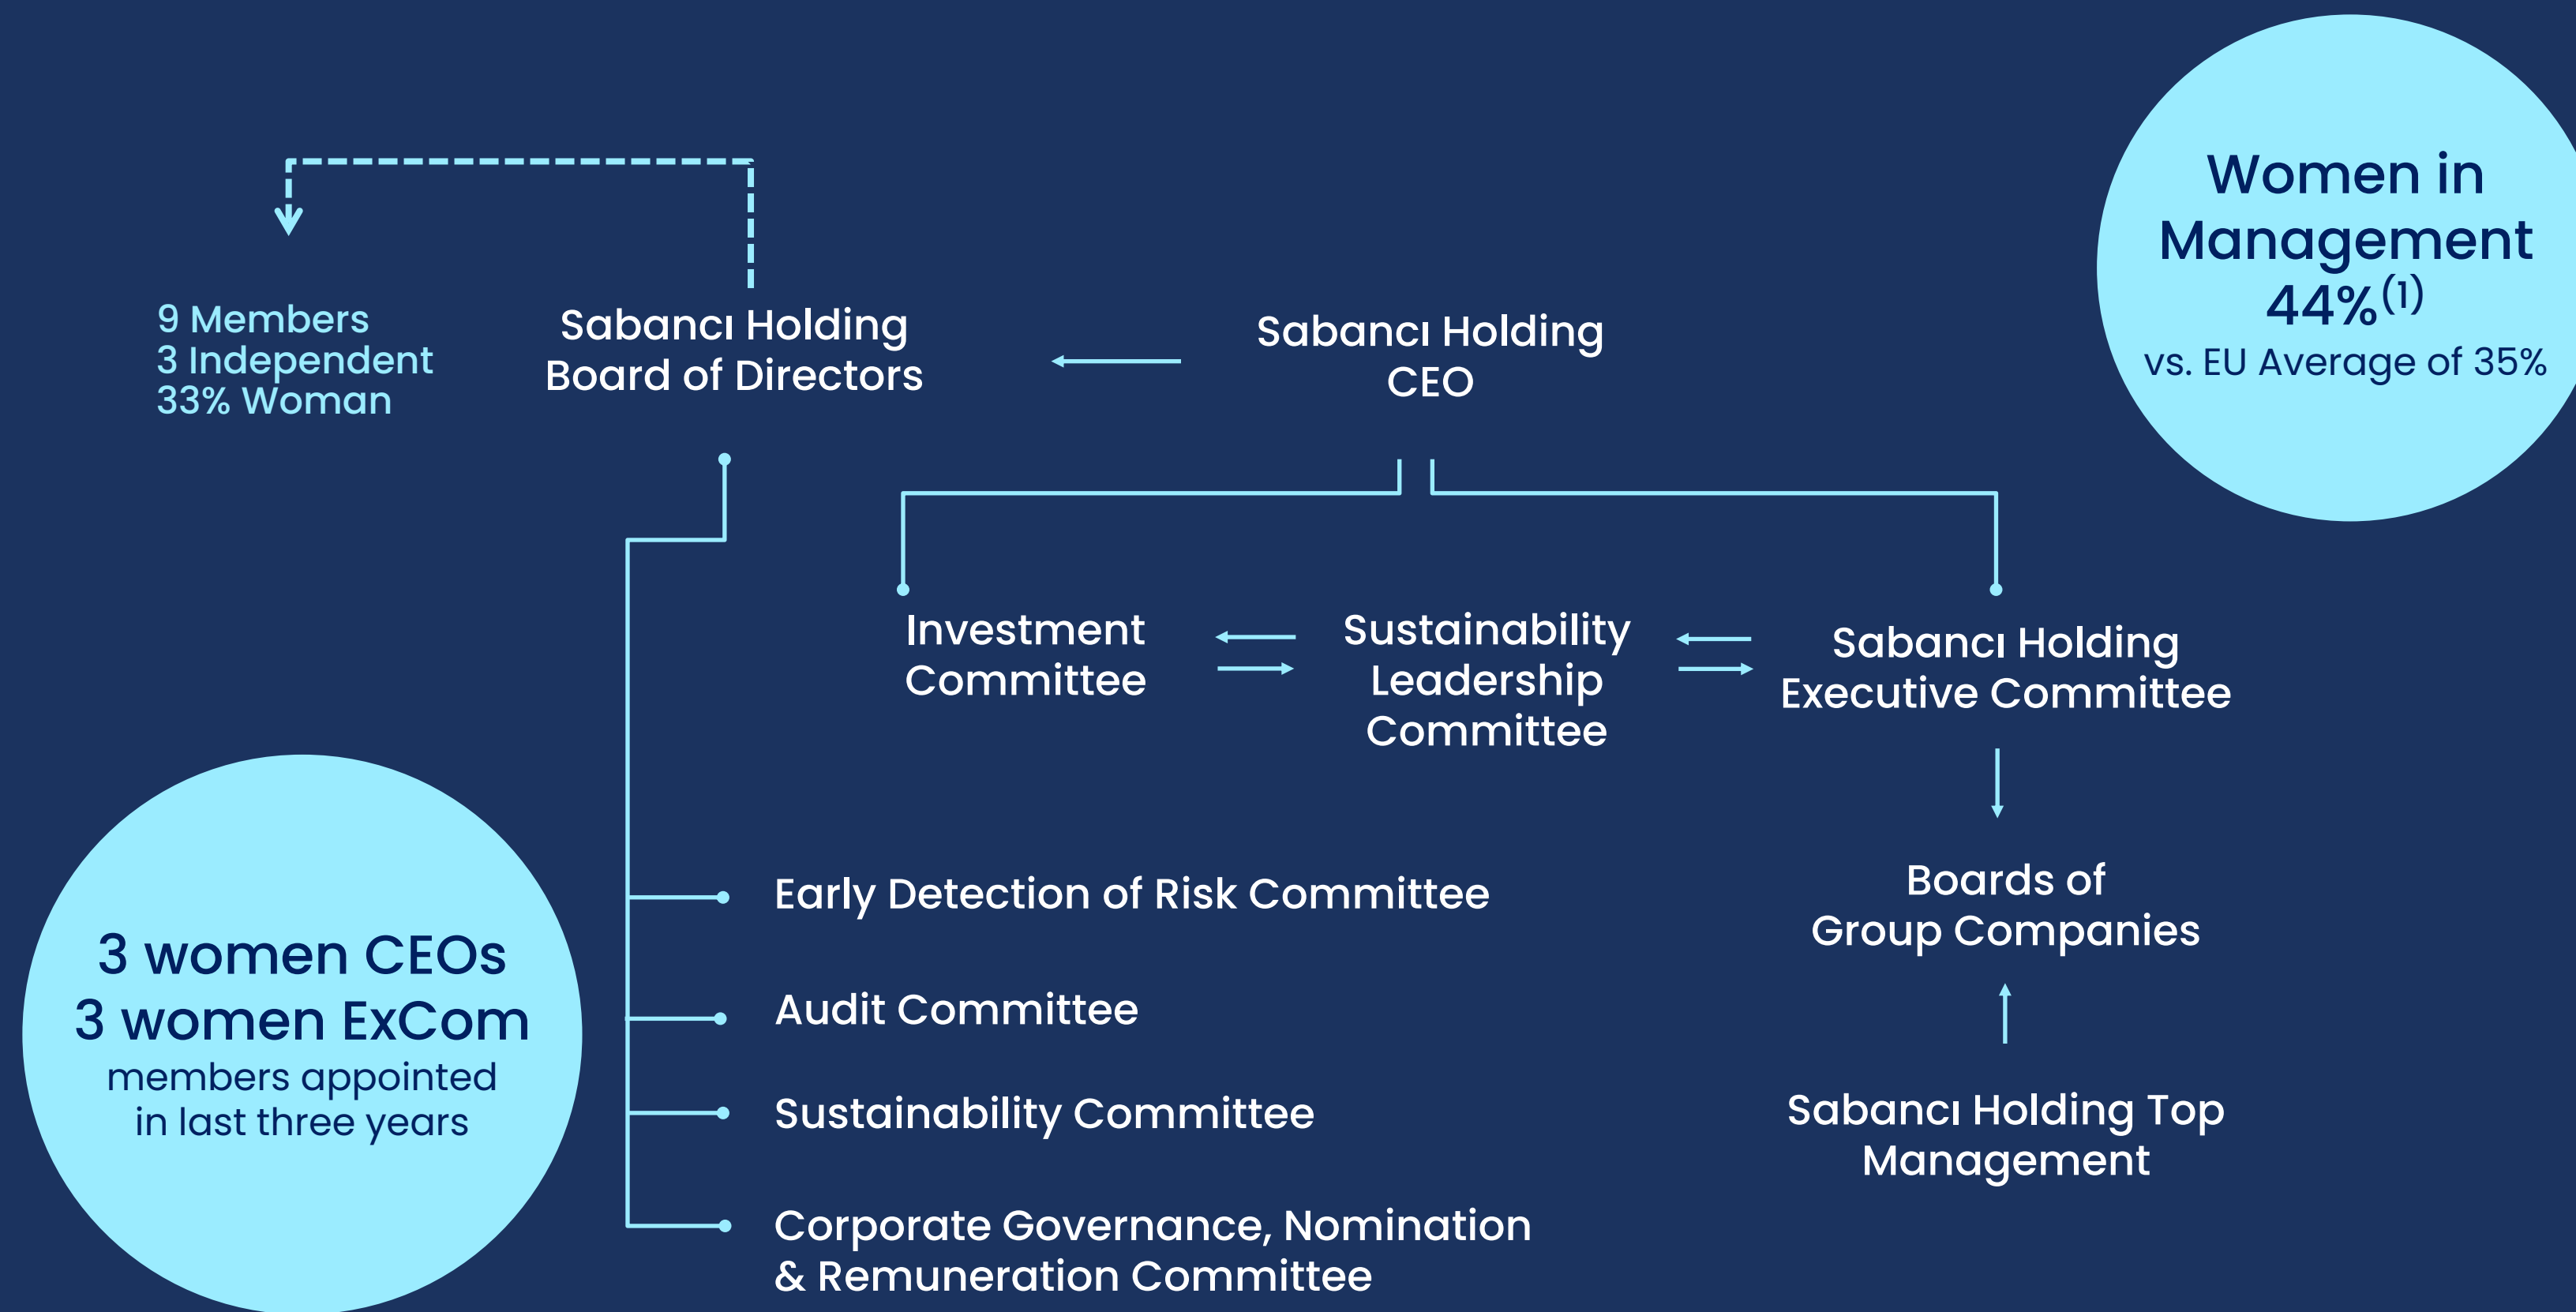 Women in
Management
44%(1)
vs. EU Average of 35%
9 Members
3 Independent
33% Woman
Sabancı Holding
Board of Directors
Sabancı Holding
CEO
Investment
Committee
Sustainability
Leadership
Committee
Sabancı Holding
Executive Committee
Boards of
Group Companies
Sabancı Holding Top
Management
Early Detection of Risk Committee
Audit Committee
Sustainability Committee
Corporate Governance, Nomination
& Remuneration Committee
3 women CEOs
3 women ExCom
members appointed
in last three years